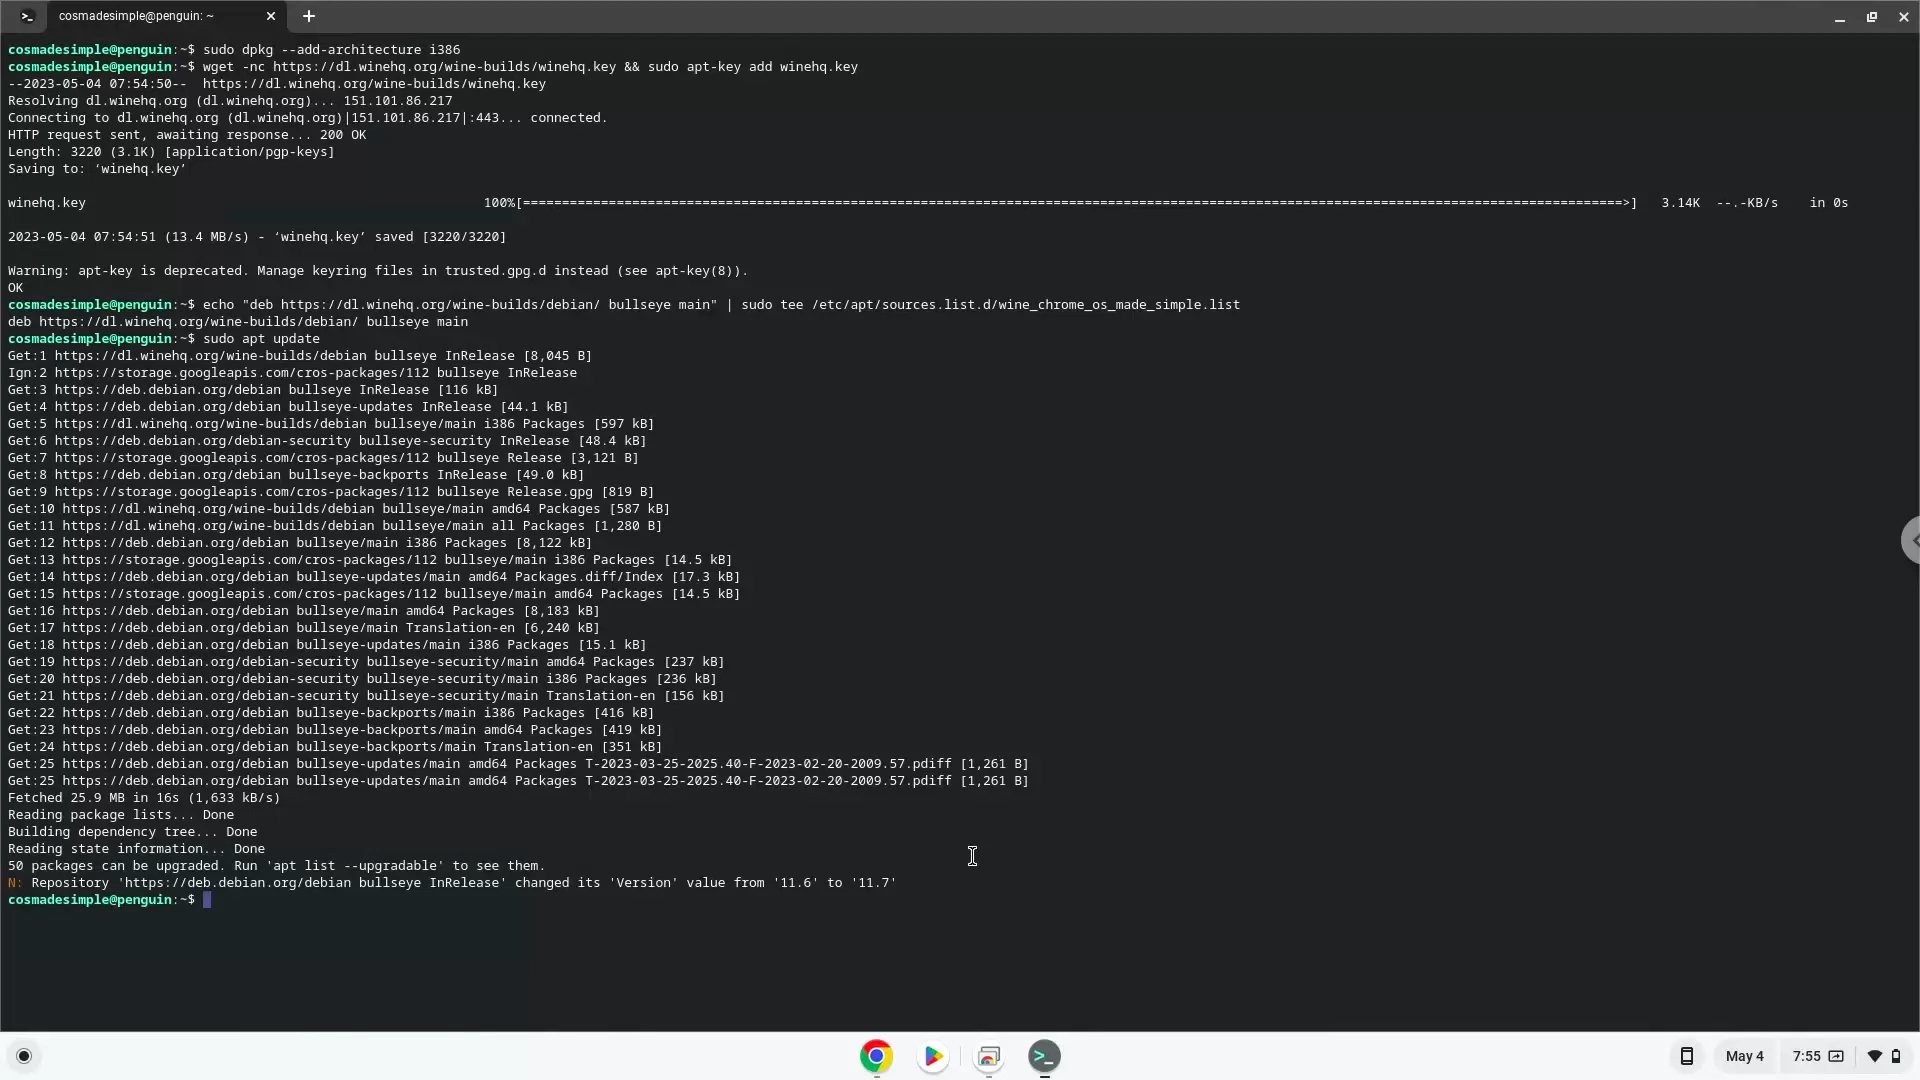 cosmadesimple@penguin: ~
cosmadesimple@penguin:~$ sudo dpkg --add-architecture i386
cosmadesimple@penguin:~$ wget -nc https://dl.winehq.org/wine-builds/winehq.key && sudo apt-key add winehq.key
--2023-05-04 07:54:50--  https://dl.winehq.org/wine-builds/winehq.key
Resolving dl.winehq.org (dl.winehq.org)... 151.101.86.217
Connecting to dl.winehq.org (dl.winehq.org)|151.101.86.217|:443... connected.
HTTP request sent, awaiting response... 200 OK
Length: 3220 (3.1K) [application/pgp-keys]
Saving to: ‘winehq.key’
winehq.key 100%[=============================================================================================================================================>] 3.14K --.-KB/s in 0s
2023-05-04 07:54:51 (13.4 MB/s) - ‘winehq.key’ saved [3220/3220]
Warning: apt-key is deprecated. Manage keyring files in trusted.gpg.d instead (see apt-key(8)).
OK
cosmadesimple@penguin:~$ echo "deb https://dl.winehq.org/wine-builds/debian/ bullseye main" | sudo tee /etc/apt/sources.list.d/wine_chrome_os_made_simple.list
deb https://dl.winehq.org/wine-builds/debian/ bullseye main
cosmadesimple@penguin:~$ sudo apt update
Get:1 https://dl.winehq.org/wine-builds/debian bullseye InRelease [8,045 B]
Ign:2 https://storage.googleapis.com/cros-packages/112 bullseye InRelease
Get:3 https://deb.debian.org/debian bullseye InRelease [116 kB]
Get:4 https://deb.debian.org/debian bullseye-updates InRelease [44.1 kB]
Get:5 https://dl.winehq.org/wine-builds/debian bullseye/main i386 Packages [597 kB]
Get:6 https://deb.debian.org/debian-security bullseye-security InRelease [48.4 kB]
Get:7 https://storage.googleapis.com/cros-packages/112 bullseye Release [3,121 B]
Get:8 https://deb.debian.org/debian bullseye-backports InRelease [49.0 kB]
Get:9 https://storage.googleapis.com/cros-packages/112 bullseye Release.gpg [819 B]
Get:10 https://dl.winehq.org/wine-builds/debian bullseye/main amd64 Packages [587 kB]
Get:11 https://dl.winehq.org/wine-builds/debian bullseye/main all Packages [1,280 B]
Get:12 https://deb.debian.org/debian bullseye/main i386 Packages [8,122 kB]
Get:13 https://storage.googleapis.com/cros-packages/112 bullseye/main i386 Packages [14.5 kB]
Get:14 https://deb.debian.org/debian bullseye-updates/main amd64 Packages.diff/Index [17.3 kB]
Get:15 https://storage.googleapis.com/cros-packages/112 bullseye/main amd64 Packages [14.5 kB]
Get:16 https://deb.debian.org/debian bullseye/main amd64 Packages [8,183 kB]
Get:17 https://deb.debian.org/debian bullseye/main Translation-en [6,240 kB]
Get:18 https://deb.debian.org/debian bullseye-updates/main i386 Packages [15.1 kB]
Get:19 https://deb.debian.org/debian-security bullseye-security/main amd64 Packages [237 kB]
Get:20 https://deb.debian.org/debian-security bullseye-security/main i386 Packages [236 kB]
Get:21 https://deb.debian.org/debian-security bullseye-security/main Translation-en [156 kB]
Get:22 https://deb.debian.org/debian bullseye-backports/main i386 Packages [416 kB]
Get:23 https://deb.debian.org/debian bullseye-backports/main amd64 Packages [419 kB]
Get:24 https://deb.debian.org/debian bullseye-backports/main Translation-en [351 kB]
Get:25 https://deb.debian.org/debian bullseye-updates/main amd64 Packages T-2023-03-25-2025.40-F-2023-02-20-2009.57.pdiff [1,261 B]
Get:25 https://deb.debian.org/debian bullseye-updates/main amd64 Packages T-2023-03-25-2025.40-F-2023-02-20-2009.57.pdiff [1,261 B]
Fetched 25.9 MB in 16s (1,633 kB/s)
Reading package lists... Done
Building dependency tree... Done
Reading state information... Done
50 packages can be upgraded. Run 'apt list --upgradable' to see them.
N: Repository 'https://deb.debian.org/debian bullseye InRelease' changed its 'Version' value from '11.6' to '11.7'
cosmadesimple@penguin:~$
May 4 7:55